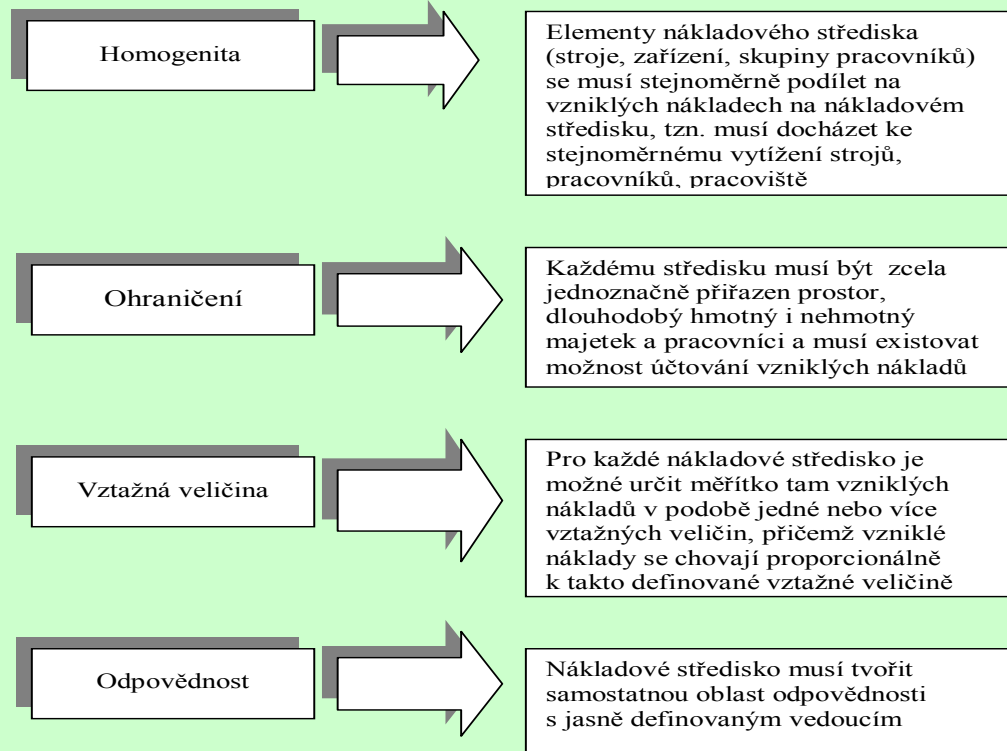 Homogenita
Elementy nákladového střediska
(stroje, zařízení, skupiny pracovníků)
se musí stejnoměrně podílet na
vzniklých nákladech na nákladovém
středisku, tzn. musí docházet ke
stejnoměrnému vytížení strojů,
pracovníků, pracoviště
Ohraničení
Každému středisku musí být  zcela
jednoznačně přiřazen prostor,
dlouhodobý hmotný i nehmotný
majetek a pracovníci a musí existovat
možnost účtování vzniklých nákladů
Vztažná veličina
Pro každé nákladové středisko je
možné určit měřítko tam vzniklých
nákladů v podobě jedné nebo více
vztažných veličin, přičemž vzniklé
náklady se chovají proporcionálně
k takto definované vztažné veličině
Odpovědnost
Nákladové středisko musí tvořit
samostatnou oblast odpovědnosti
s jasně definovaným vedoucím